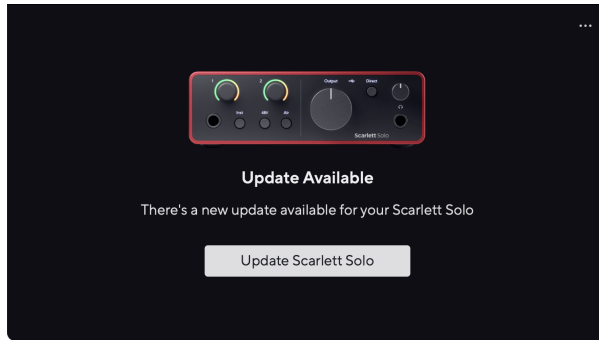 1 2 Output Direct
Inst 48V Air
Scarlett Solo
Update Available
There's a new update available for your Scarlett Solo
Update Scarlett Solo